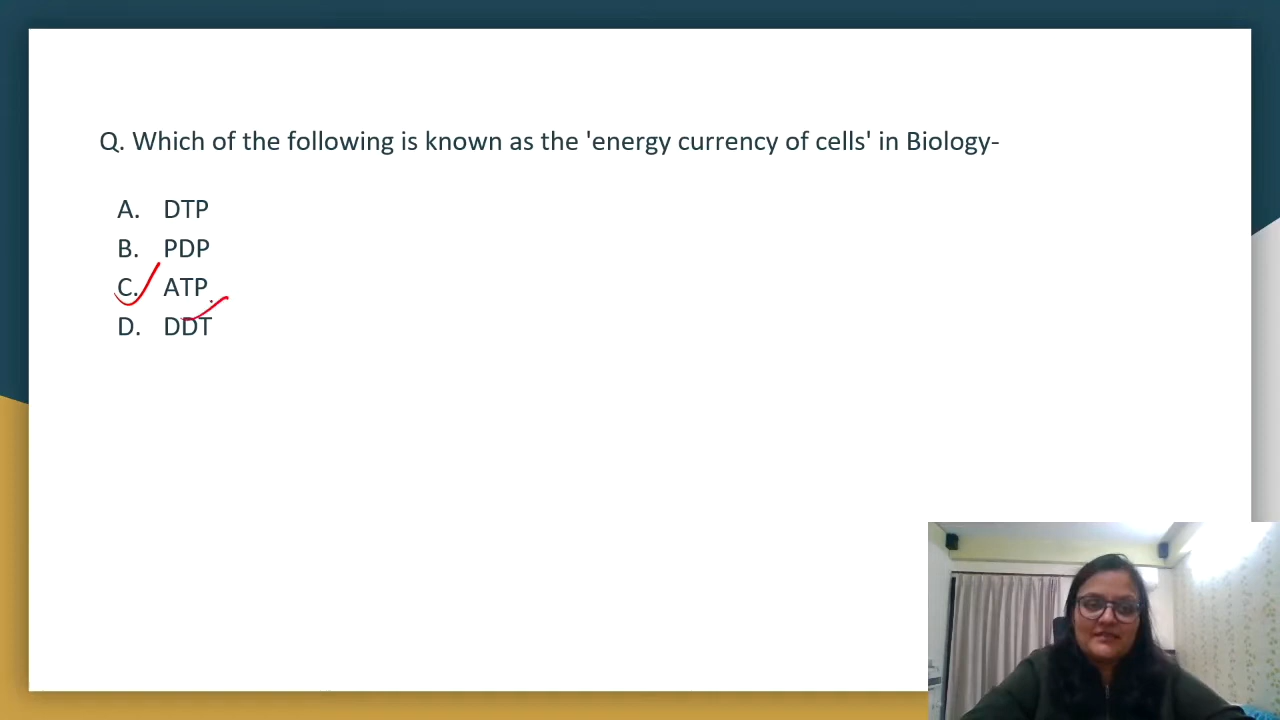 Q. Which of the following is known as the 'energy currency of cells' in Biology-
A. DTP
B. PDP
C. ATP
D. DDT